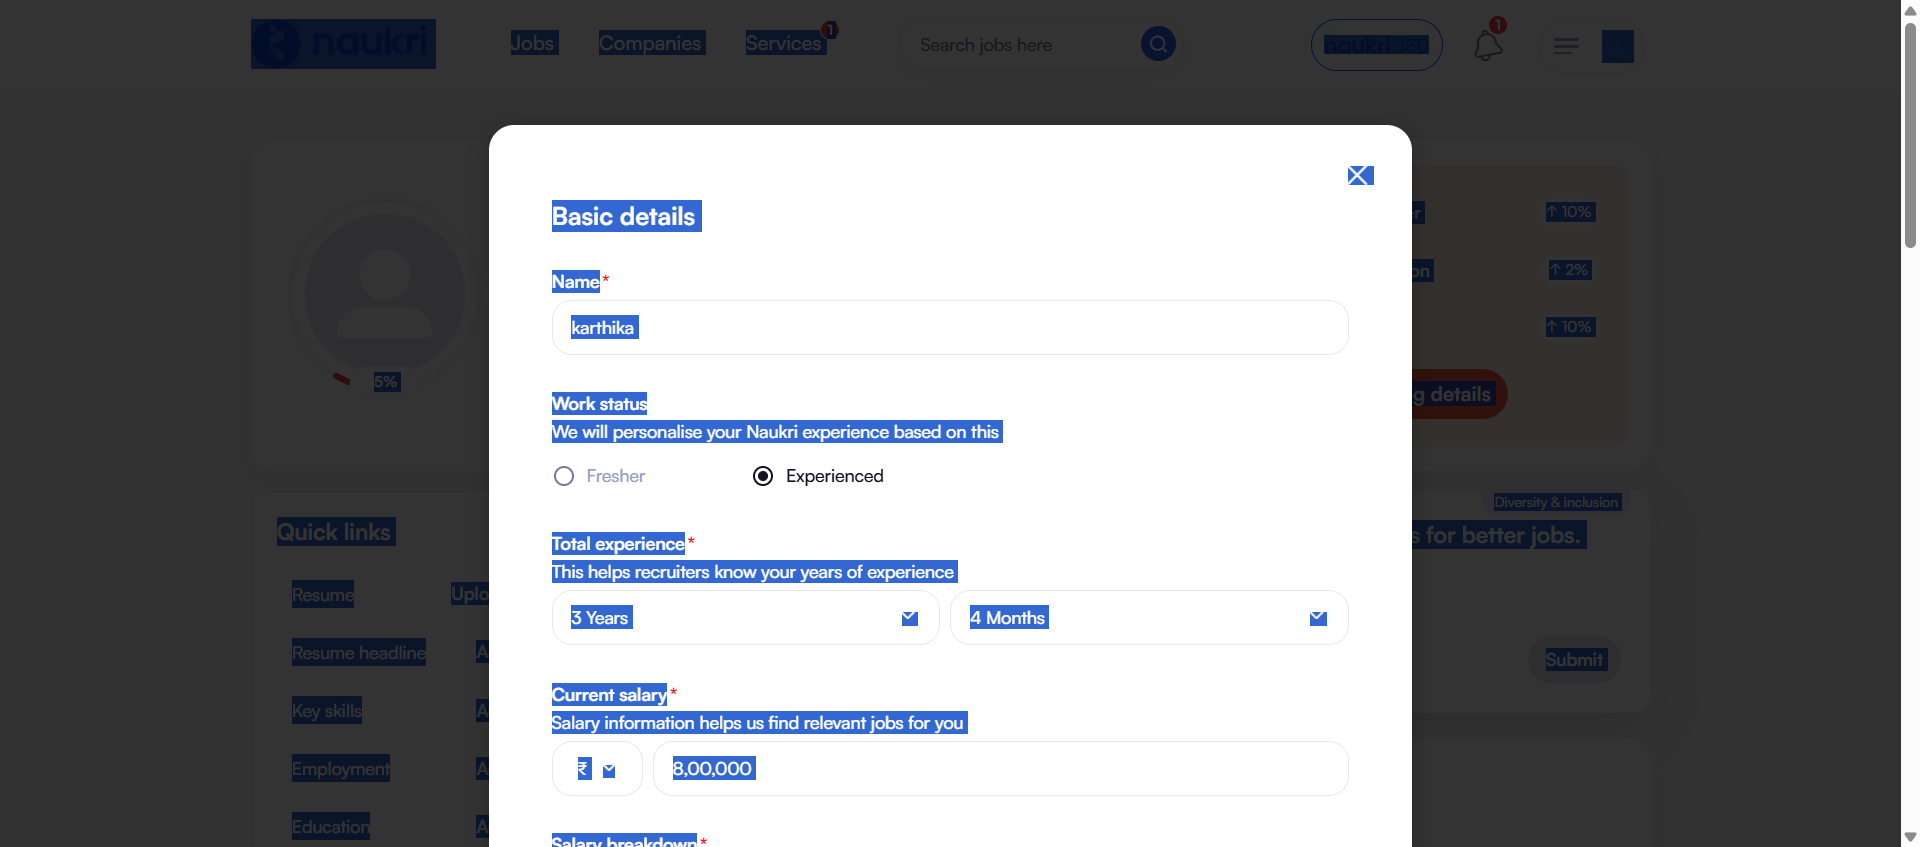 naukri
Jobs
Companies
Services
1
Search jobs here
naukri 360
1
Basic details
Name*
karthika
Work status
We will personalise your Naukri experience based on this
Fresher
Experienced
Total experience*
This helps recruiters know your years of experience
3 Years
4 Months
Current salary*
Salary information helps us find relevant jobs for you
₹
8,00,000
Salary breakdown*
5%
Quick links
Resume
Uplo
Resume headline
A
Key skills
A
Employment
A
Education
A
er
↑ 10%
on
↑ 2%
↑ 10%
g details
Diversity & inclusion
s for better jobs.
Submit